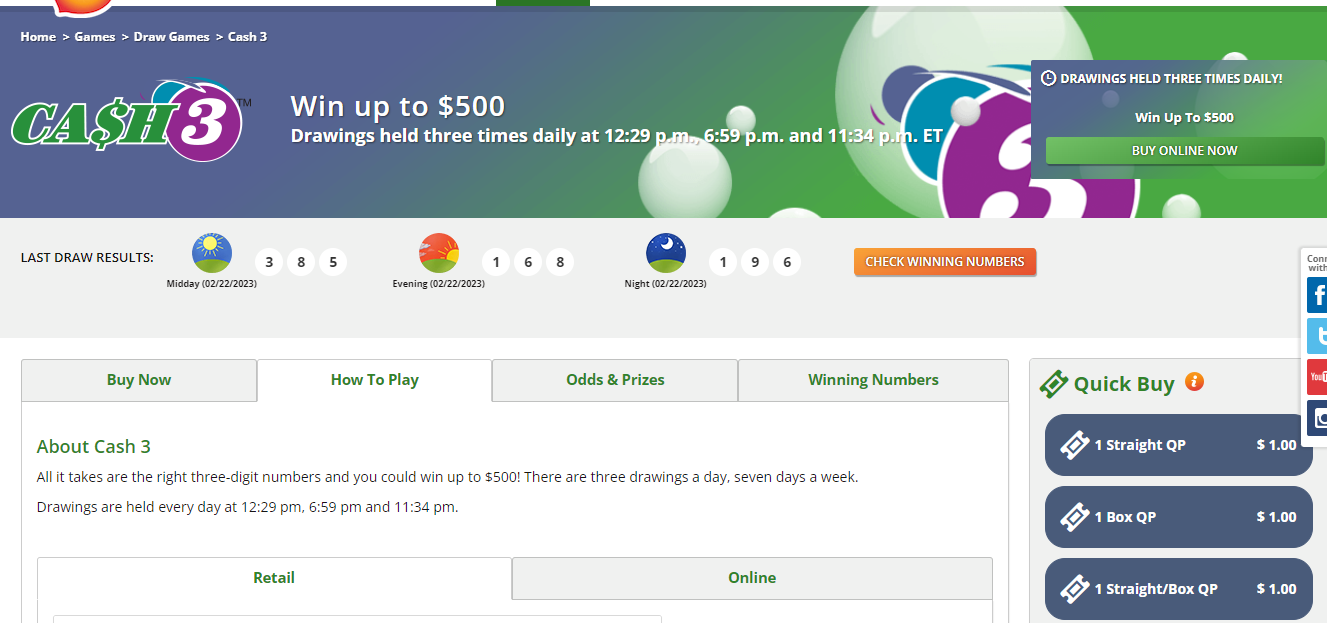 Home > Games > Draw Games > Cash 3
CA$H 3 TM
Win up to $500
Drawings held three times daily at 12:29 p.m., 6:59 p.m. and 11:34 p.m. ET
3
DRAWINGS HELD THREE TIMES DAILY!
Win Up To $500
BUY ONLINE NOW
LAST DRAW RESULTS:
3 8 5
Midday (02/22/2023)
1 6 8
Evening (02/22/2023)
1 9 6
Night (02/22/2023)
CHECK WINNING NUMBERS
with
Buy Now
How To Play
Odds & Prizes
Winning Numbers
About Cash 3
All it takes are the right three-digit numbers and you could win up to $500! There are three drawings a day, seven days a week.
Drawings are held every day at 12:29 pm, 6:59 pm and 11:34 pm.
Retail
Online
Quick Buy
1 Straight QP $ 1.00
1 Box QP $ 1.00
1 Straight/Box QP $ 1.00